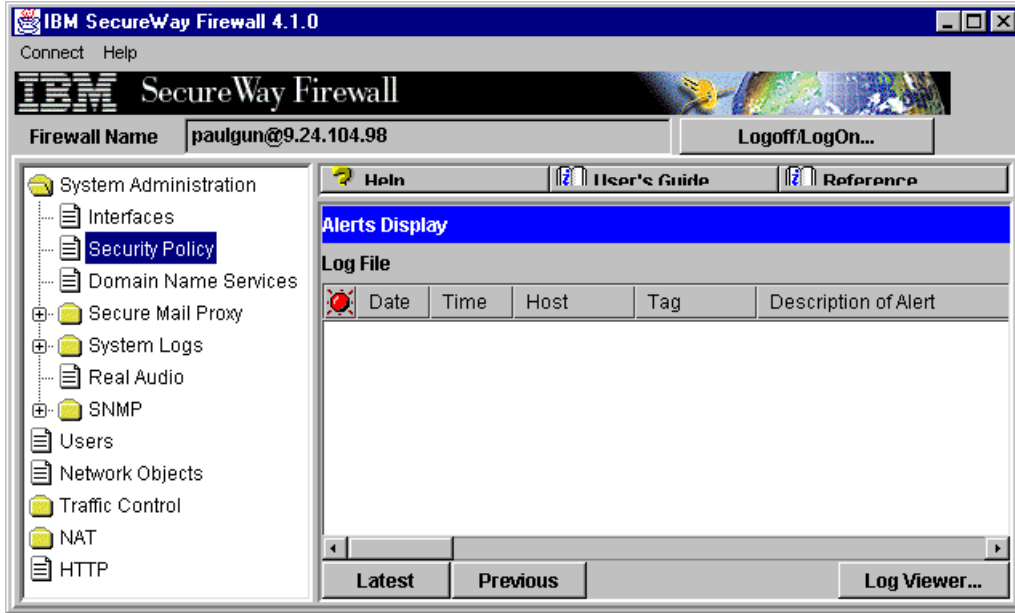 IBM SecureWay Firewall 4.1.0
Connect Help
IBM SecureWay Firewall
Firewall Name paulgun@9.24.104.98 Logoff/LogOn...
System Administration
Interfaces
Security Policy
Domain Name Services
Secure Mail Proxy
System Logs
Real Audio
SNMP
Users
Network Objects
Traffic Control
NAT
HTTP
Help User's Guide Reference
Alerts Display
Log File
Date Time Host Tag Description of Alert
Latest Previous Log Viewer...